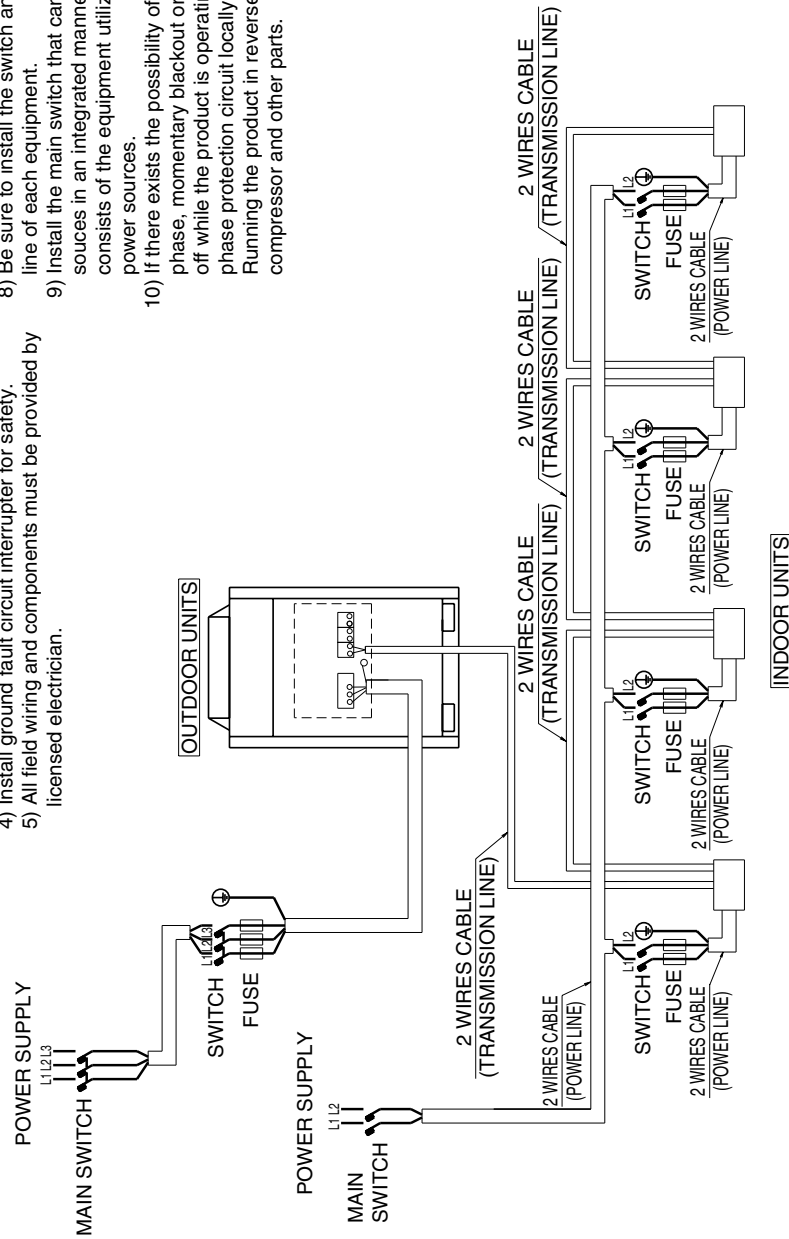 4) Install ground fault circuit interrupter for safety.
5) All field wiring and components must be provided by
licensed electrician.
8) Be sure to install the switch an
line of each equipment.
9) Install the main switch that can
souces in an integrated manne
consists of the equipment utiliz
power sources.
10) If there exists the possibility of
phase, momentary blackout or
off while the product is operati
phase protection circuit locally
Running the product in reverse
compressor and other parts.
POWER SUPPLY
L1 L2 L3
MAIN SWITCH
L1 L2 L3
SWITCH
FUSE
OUTDOOR UNITS
POWER SUPPLY
L1 L2
MAIN
SWITCH
2 WIRES CABLE
(TRANSMISSION LINE)
2 WIRES CABLE
(TRANSMISSION LINE)
2 WIRES CABLE
(TRANSMISSION LINE)
2 WIRES CABLE
(TRANSMISSION LINE)
2 WIRES CABLE
(POWER LINE)
L1 L2
SWITCH
FUSE
2 WIRES CABLE
(POWER LINE)
L1 L2
SWITCH
FUSE
2 WIRES CABLE
(POWER LINE)
L1 L2
SWITCH
FUSE
2 WIRES CABLE
(POWER LINE)
L1 L2
SWITCH
FUSE
2 WIRES CABLE
(POWER LINE)
INDOOR UNITS